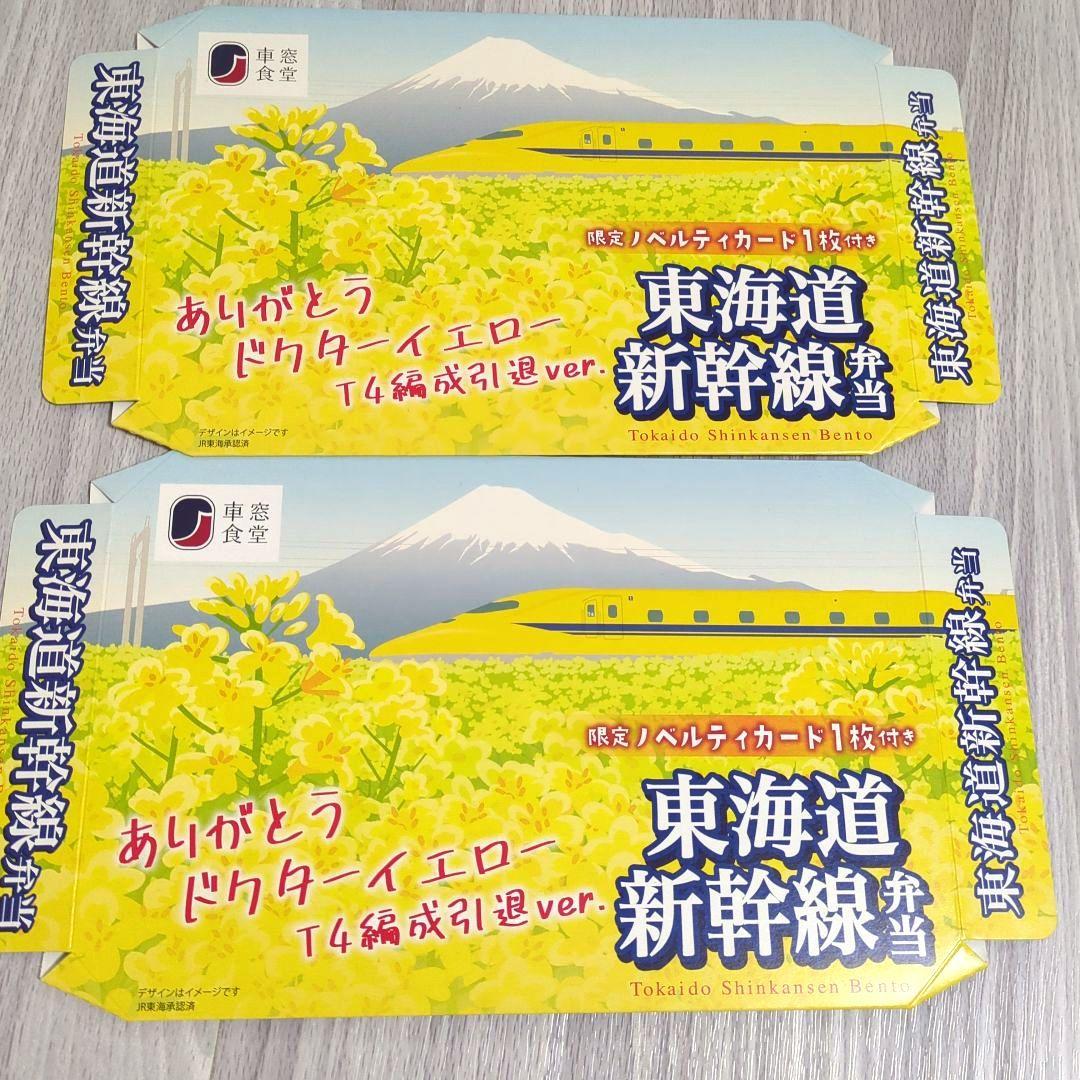 車窓
食堂
東海道新幹線弁当
Tokaido Shinkansen Bento
限定ノベルティカード1枚付き
東海道
新幹線弁当
Tokaido Shinkansen Bento
ありがとう
ドクターイエロー
T4編成引退ver.
デザインはイメージです
JR東海承認済
東海道新幹線弁当
Tokaido Shinkansen Bento
車窓
食堂
東海道新幹線弁当
Tokaido Shinkansen B
限定ノベルティカード1枚付き
東海道
新幹線弁当
Tokaido Shinkansen Bento
ありがとう
ドクターイエロー
T4編成引退ver.
デザインはイメージです
JR東海承認済
東海道新幹線弁当
Tokaido Shinkansen Bento